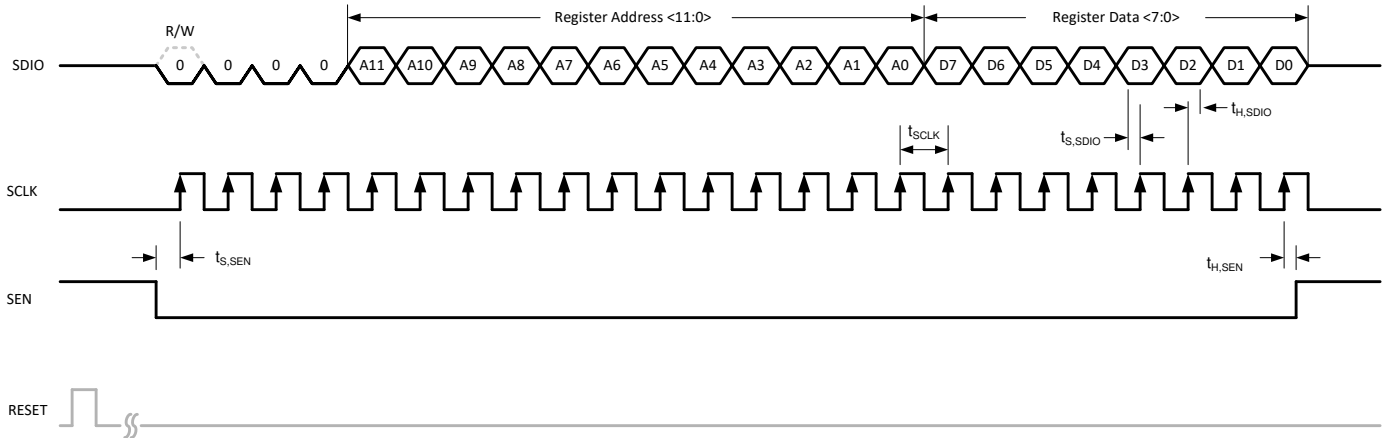 Register Address <11:0>
Register Data <7:0>
R/W
SDIO
0 0 0 0 A11 A10 A9 A8 A7 A6 A5 A4 A3 A2 A1 A0 D7 D6 D5 D4 D3 D2 D1 D0
tH,SDIO
tSCLK
tS,SDIO
SCLK
tS,SEN
tH,SEN
SEN
RESET